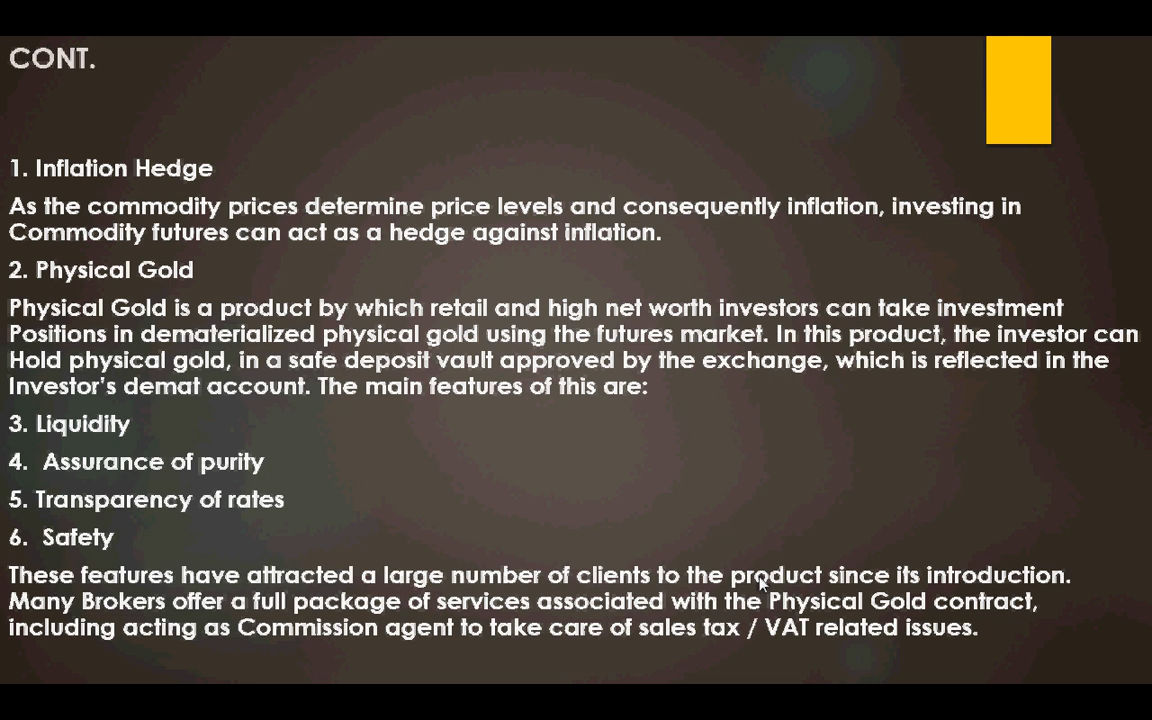 CONT.
1. Inflation Hedge
As the commodity prices determine price levels and consequently inflation, investing in
Commodity futures can act as a hedge against inflation.
2. Physical Gold
Physical Gold is a product by which retail and high net worth investors can take investment
Positions in dematerialized physical gold using the futures market. In this product, the investor can
Hold physical gold, in a safe deposit vault approved by the exchange, which is reflected in the
Investor's demat account. The main features of this are:
3. Liquidity
4.  Assurance of purity
5. Transparency of rates
6.  Safety
These features have attracted a large number of clients to the product since its introduction.
Many Brokers offer a full package of services associated with the Physical Gold contract,
including acting as Commission agent to take care of sales tax / VAT related issues.